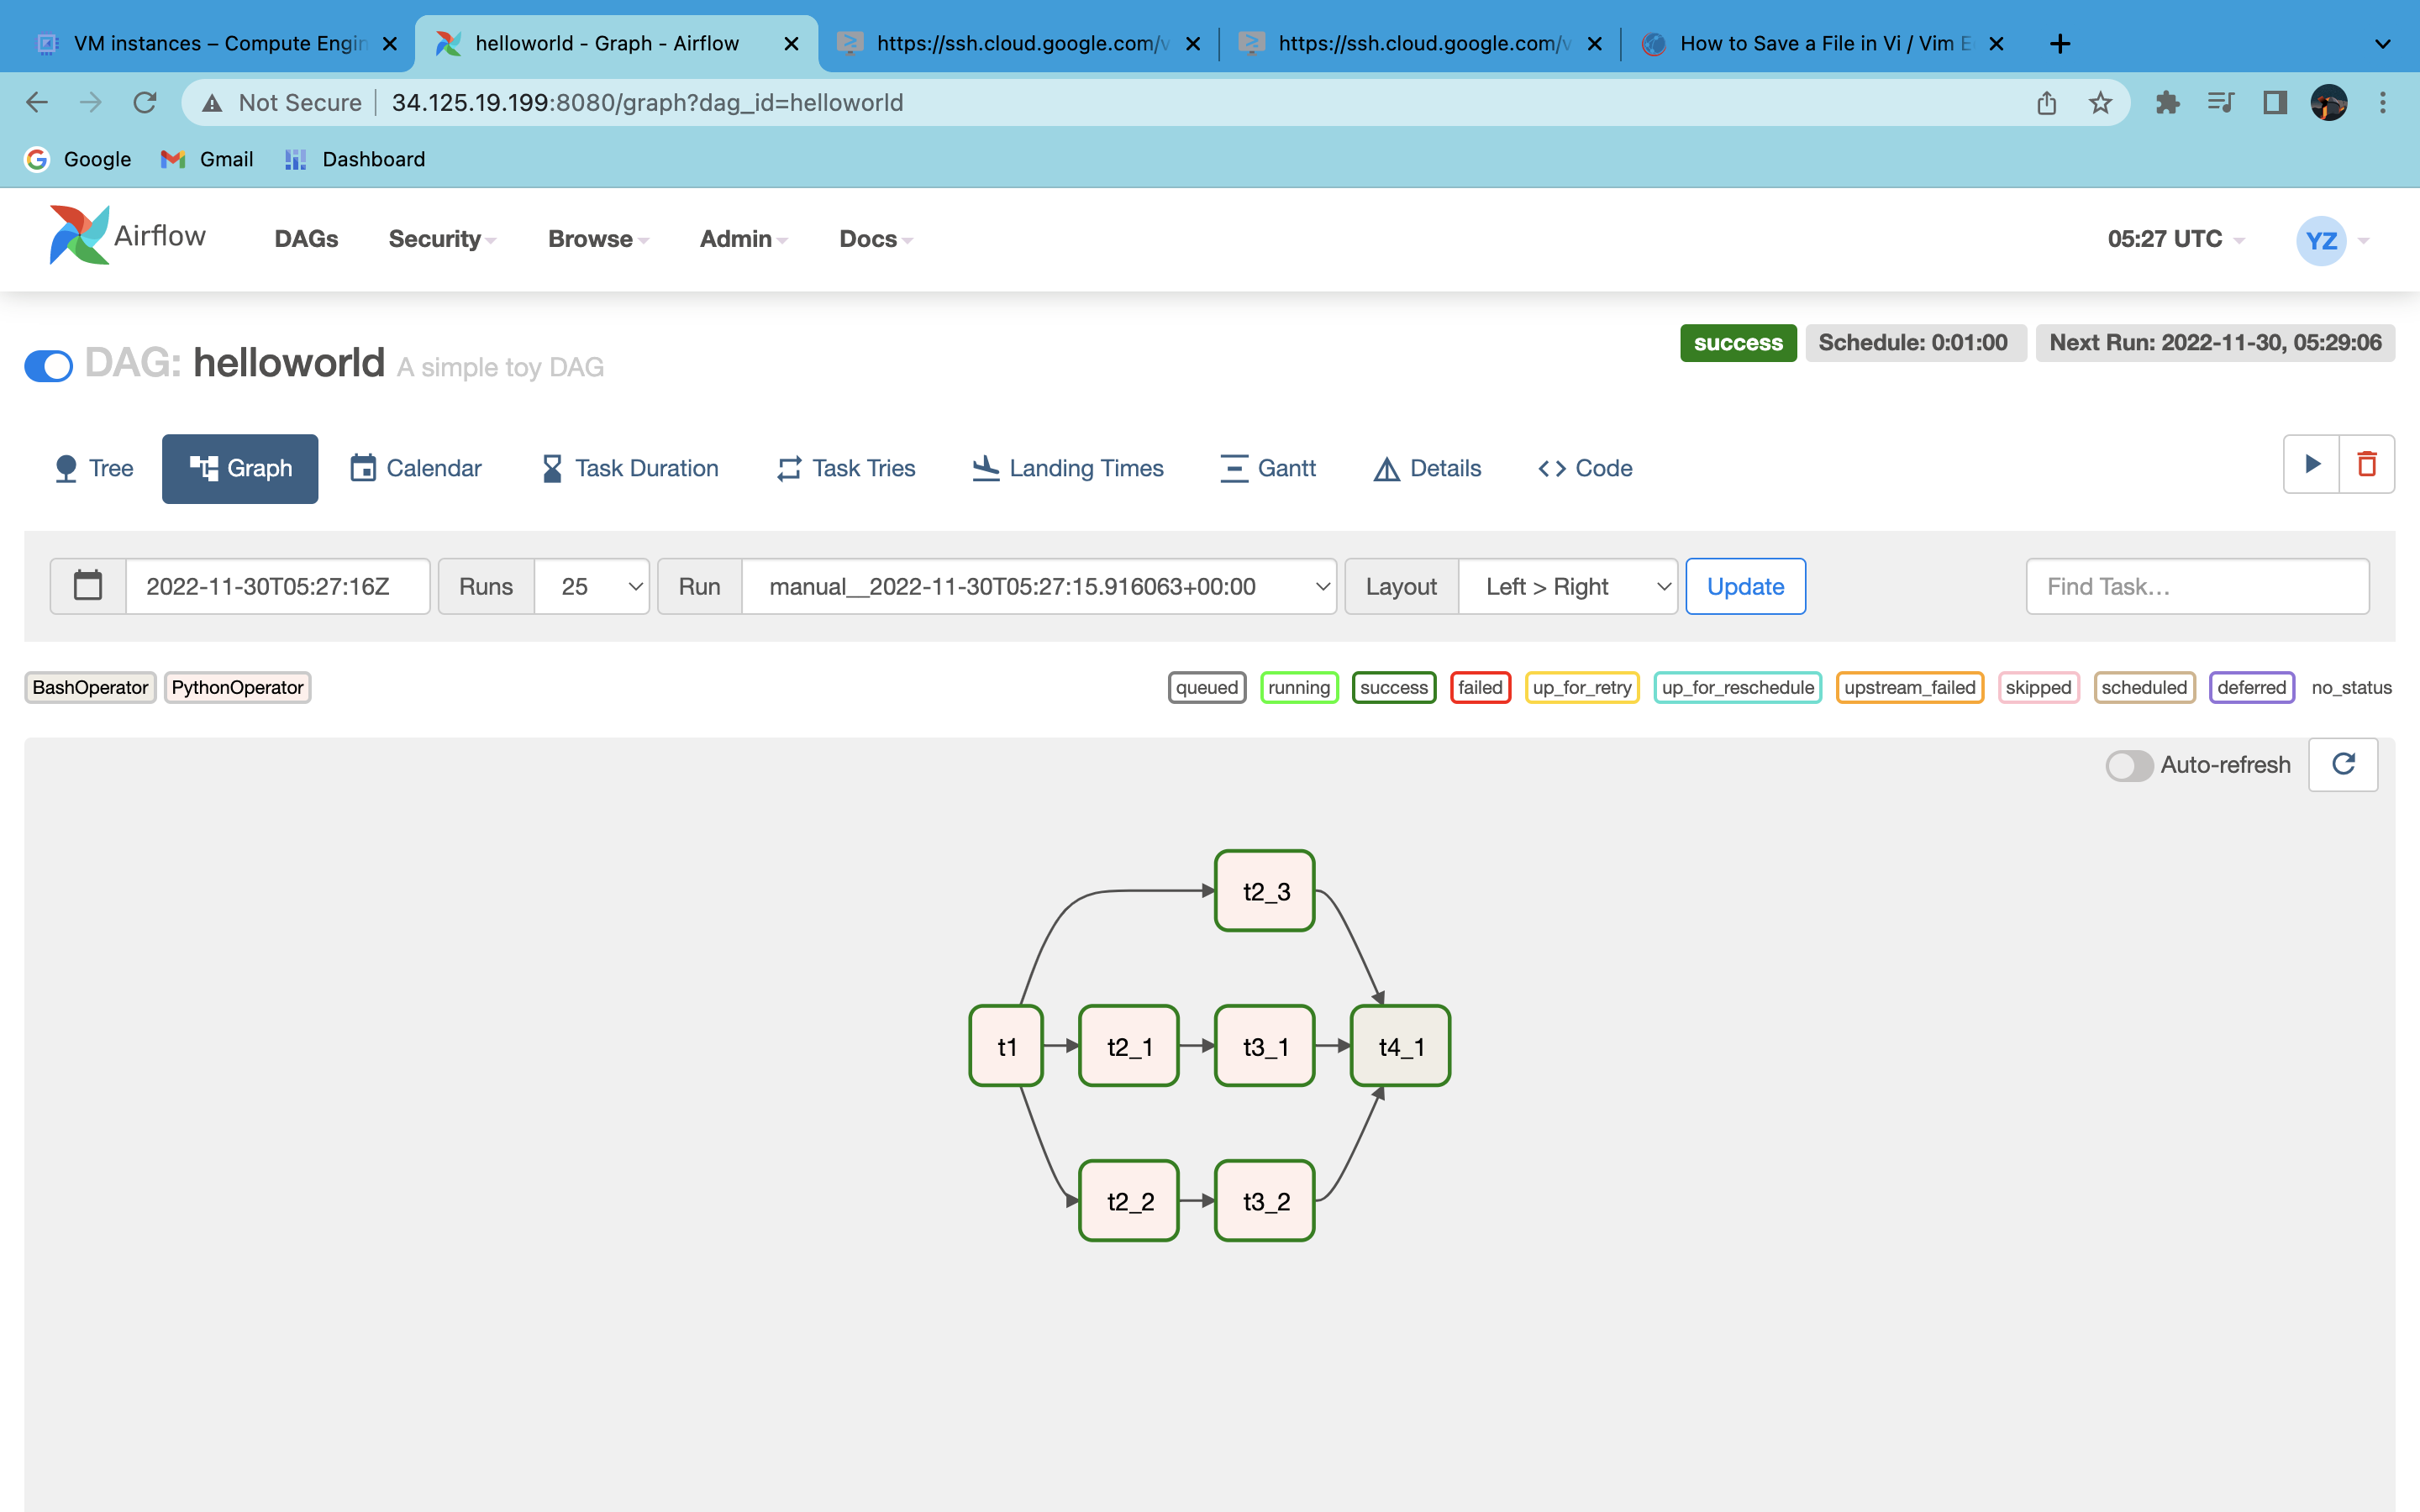 VM instances – Compute Engin
helloworld - Graph - Airflow
https://ssh.cloud.google.com/v
https://ssh.cloud.google.com/v
How to Save a File in Vi / Vim E
Not Secure
34.125.19.199:8080/graph?dag_id=helloworld
Google
Gmail
Dashboard
Airflow
DAGs
Security
Browse
Admin
Docs
05:27 UTC
YZ
DAG: helloworld A simple toy DAG
success
Schedule: 0:01:00
Next Run: 2022-11-30, 05:29:06
Tree
Graph
Calendar
Task Duration
Task Tries
Landing Times
Gantt
Details
Code
2022-11-30T05:27:16Z
Runs
25
Run
manual__2022-11-30T05:27:15.916063+00:00
Layout
Left > Right
Update
Find Task…
BashOperator
PythonOperator
queued
running
success
failed
up_for_retry
up_for_reschedule
upstream_failed
skipped
scheduled
deferred
no_status
Auto-refresh
t2_3
t1
t2_1
t3_1
t4_1
t2_2
t3_2